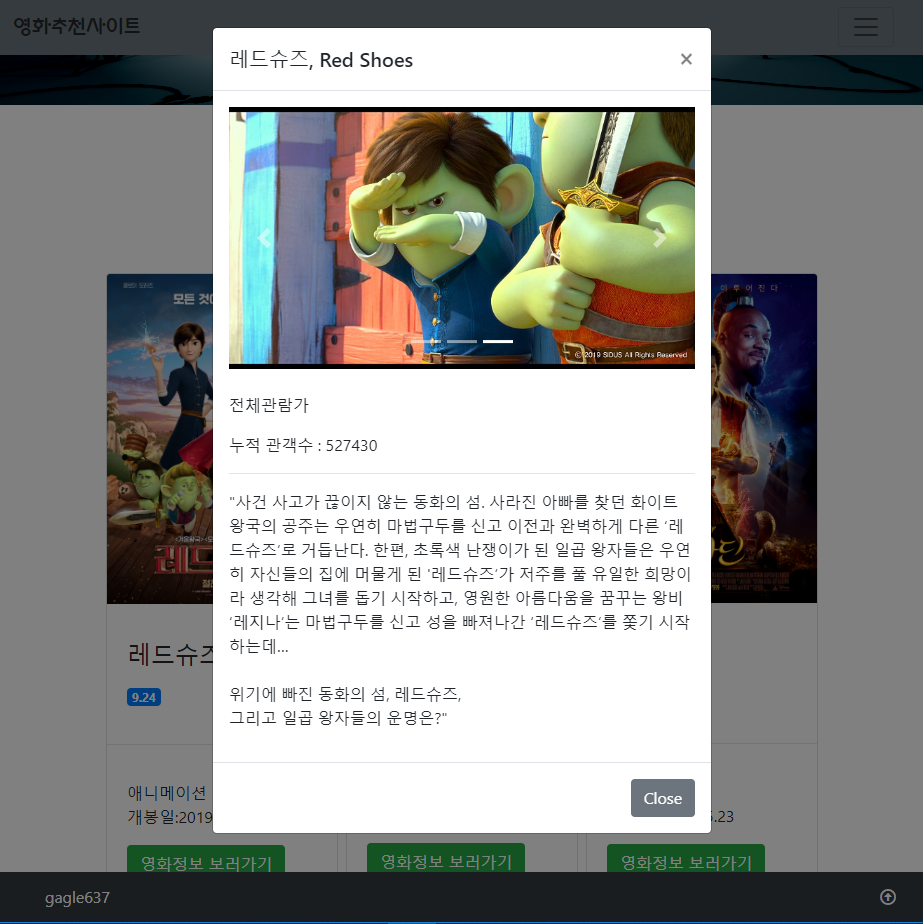 영화추천사이트
레드슈즈, Red Shoes
×
ⓒ 2019 SIDUS All Rights Reserved
모든 것이
이루어진다
전체관람가
누적 관객수 : 527430
"사건 사고가 끊이지 않는 동화의 섬. 사라진 아빠를 찾던 화이트
왕국의 공주는 우연히 마법구두를 신고 이전과 완벽하게 다른 ‘레
드슈즈’로 거듭난다. 한편, 초록색 난쟁이가 된 일곱 왕자들은 우연
히 자신들의 집에 머물게 된 '레드슈즈’가 저주를 풀 유일한 희망이
라 생각해 그녀를 돕기 시작하고, 영원한 아름다움을 꿈꾸는 왕비
‘레지나’는 마법구두를 신고 성을 빠져나간 ‘레드슈즈’를 쫓기 시작
하는데...
위기에 빠진 동화의 섬, 레드슈즈,
그리고 일곱 왕자들의 운명은?"
Close
레드슈즈
9.24
애니메이션
개봉일:2019
5.23
영화정보 보러가기
영화정보 보러가기
영화정보 보러가기
gagle637